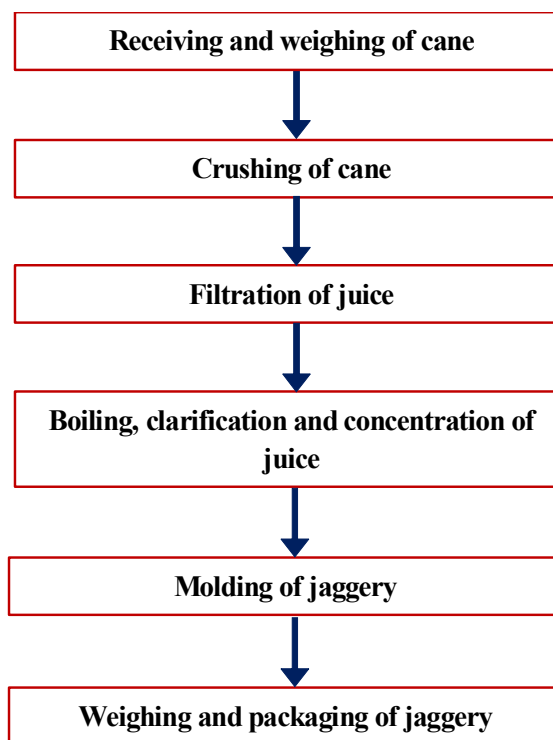 Receiving and weighing of cane
Crushing of cane
Filtration of juice
Boiling, clarification and concentration of
juice
Molding of jaggery
Weighing and packaging of jaggery